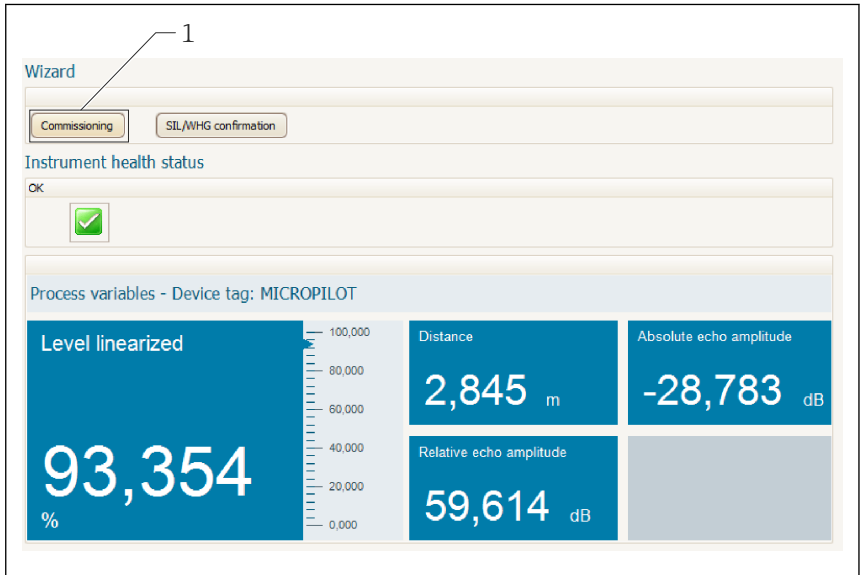 1
Wizard
Commissioning
SIL/WHG confirmation
Instrument health status
OK
Process variables - Device tag: MICROPILOT
Level linearized
93,354
%
100,000
80,000
60,000
40,000
20,000
0,000
Distance
2,845 m
Absolute echo amplitude
-28,783 dB
Relative echo amplitude
59,614 dB